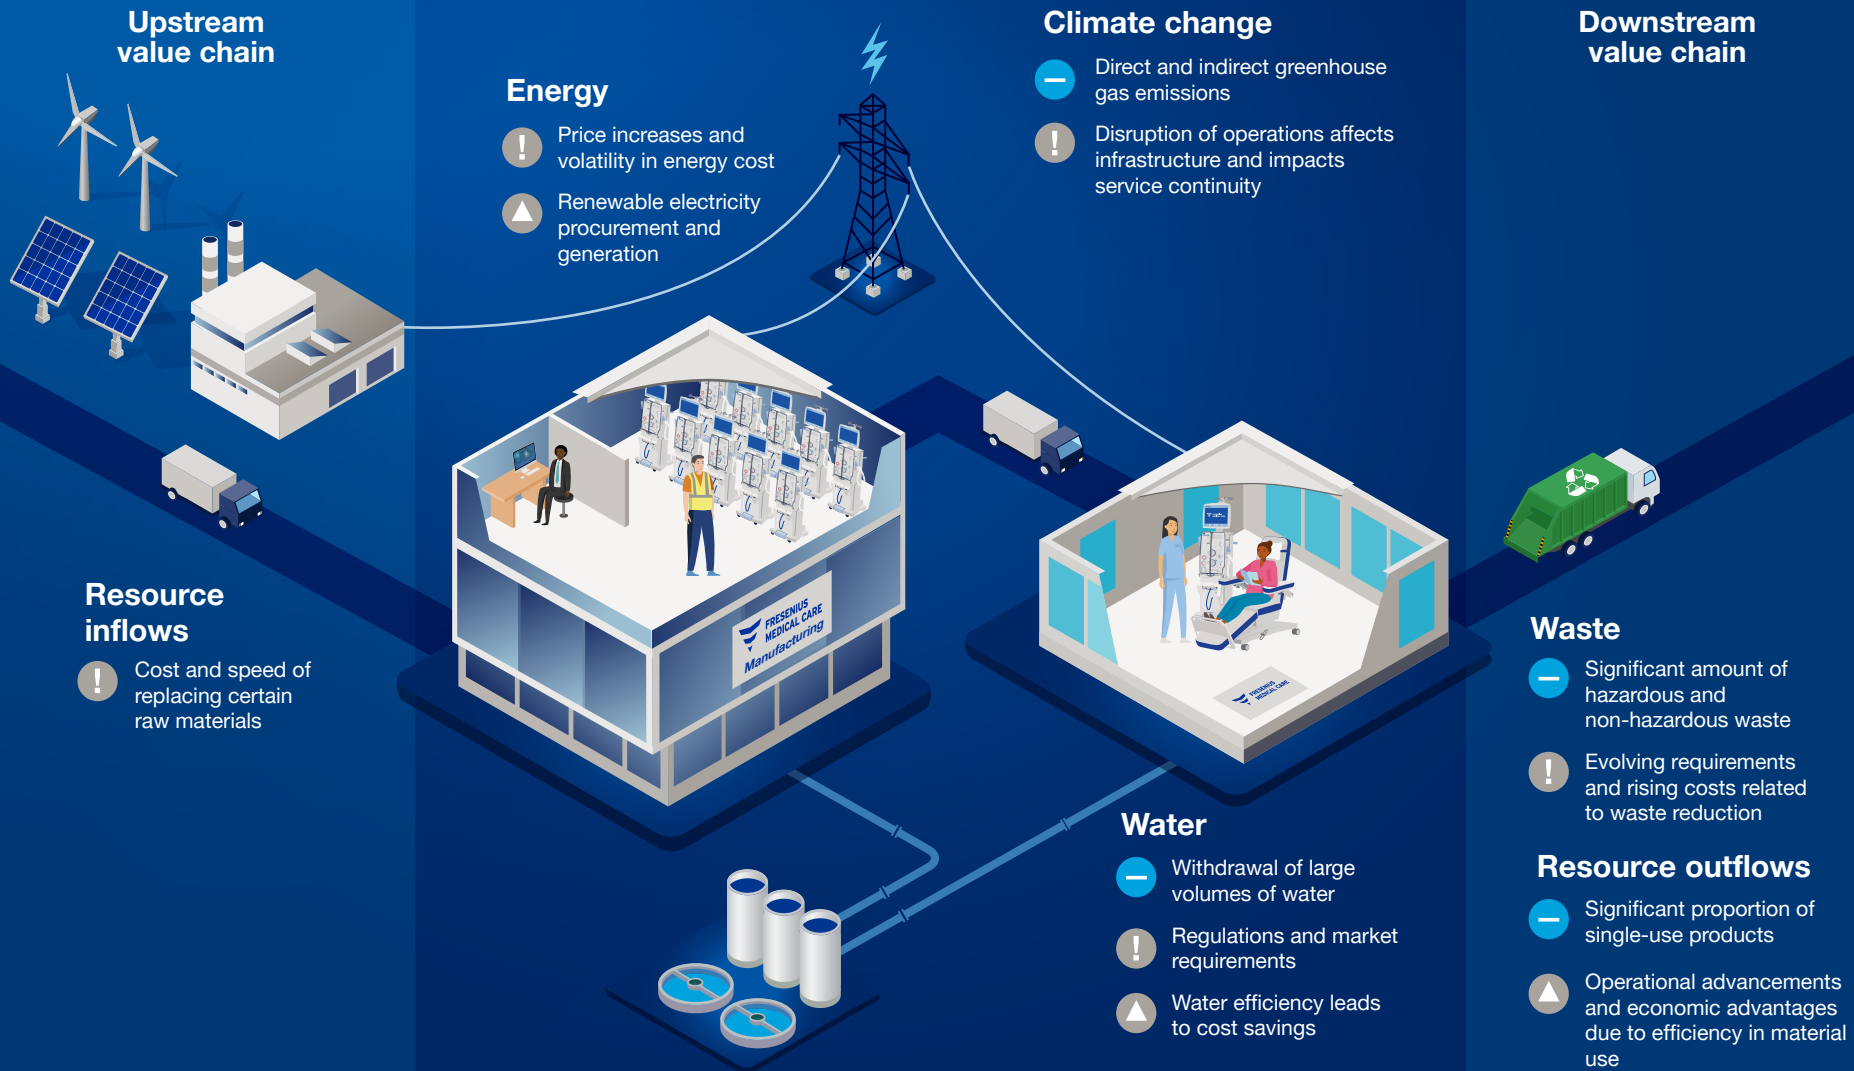 Upstream
value chain
Energy
Price increases and
volatility in energy cost
Renewable electricity
procurement and
generation
Climate change
Direct and indirect greenhouse
gas emissions
Disruption of operations affects
infrastructure and impacts
service continuity
Downstream
value chain
Resource
inflows
Cost and speed of
replacing certain
raw materials
FRESENIUS
MEDICAL CARE
Manufacturing
FRESENIUS
MEDICAL CARE
Water
Withdrawal of large
volumes of water
Regulations and market
requirements
Water efficiency leads
to cost savings
Waste
Significant amount of
hazardous and
non-hazardous waste
Evolving requirements
and rising costs related
to waste reduction
Resource outflows
Significant proportion of
single-use products
Operational advancements
and economic advantages
due to efficiency in material
use